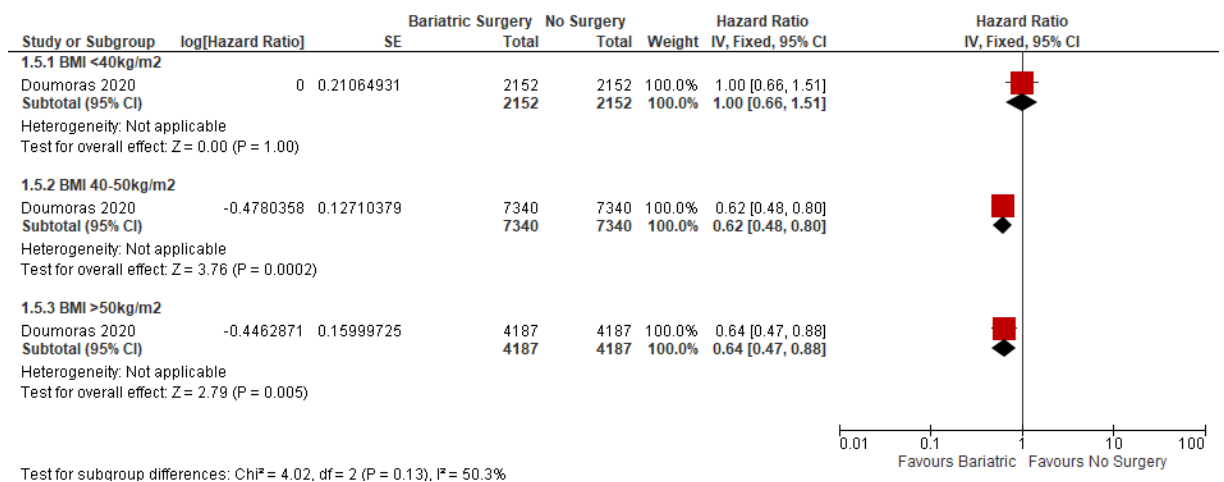 Bariatric Surgery No Surgery Hazard Ratio Hazard Ratio
Study or Subgroup log[Hazard Ratio] SE Total Total Weight IV, Fixed, 95% CI IV, Fixed, 95% CI
1.5.1 BMI <40kg/m2
Doumoras 2020 0 0.21064931 2152 2152 100.0% 1.00 [0.66, 1.51]
Subtotal (95% CI) 2152 2152 100.0% 1.00 [0.66, 1.51]
Heterogeneity: Not applicable
Test for overall effect: Z = 0.00 (P = 1.00)
1.5.2 BMI 40-50kg/m2
Doumoras 2020 -0.4780358 0.12710379 7340 7340 100.0% 0.62 [0.48, 0.80]
Subtotal (95% CI) 7340 7340 100.0% 0.62 [0.48, 0.80]
Heterogeneity: Not applicable
Test for overall effect: Z = 3.76 (P = 0.0002)
1.5.3 BMI >50kg/m2
Doumoras 2020 -0.4462871 0.15999725 4187 4187 100.0% 0.64 [0.47, 0.88]
Subtotal (95% CI) 4187 4187 100.0% 0.64 [0.47, 0.88]
Heterogeneity: Not applicable
Test for overall effect: Z = 2.79 (P = 0.005)
0.01 0.1 1 10 100
Favours Bariatric Favours No Surgery
Test for subgroup differences: Chi² = 4.02, df = 2 (P = 0.13), I² = 50.3%